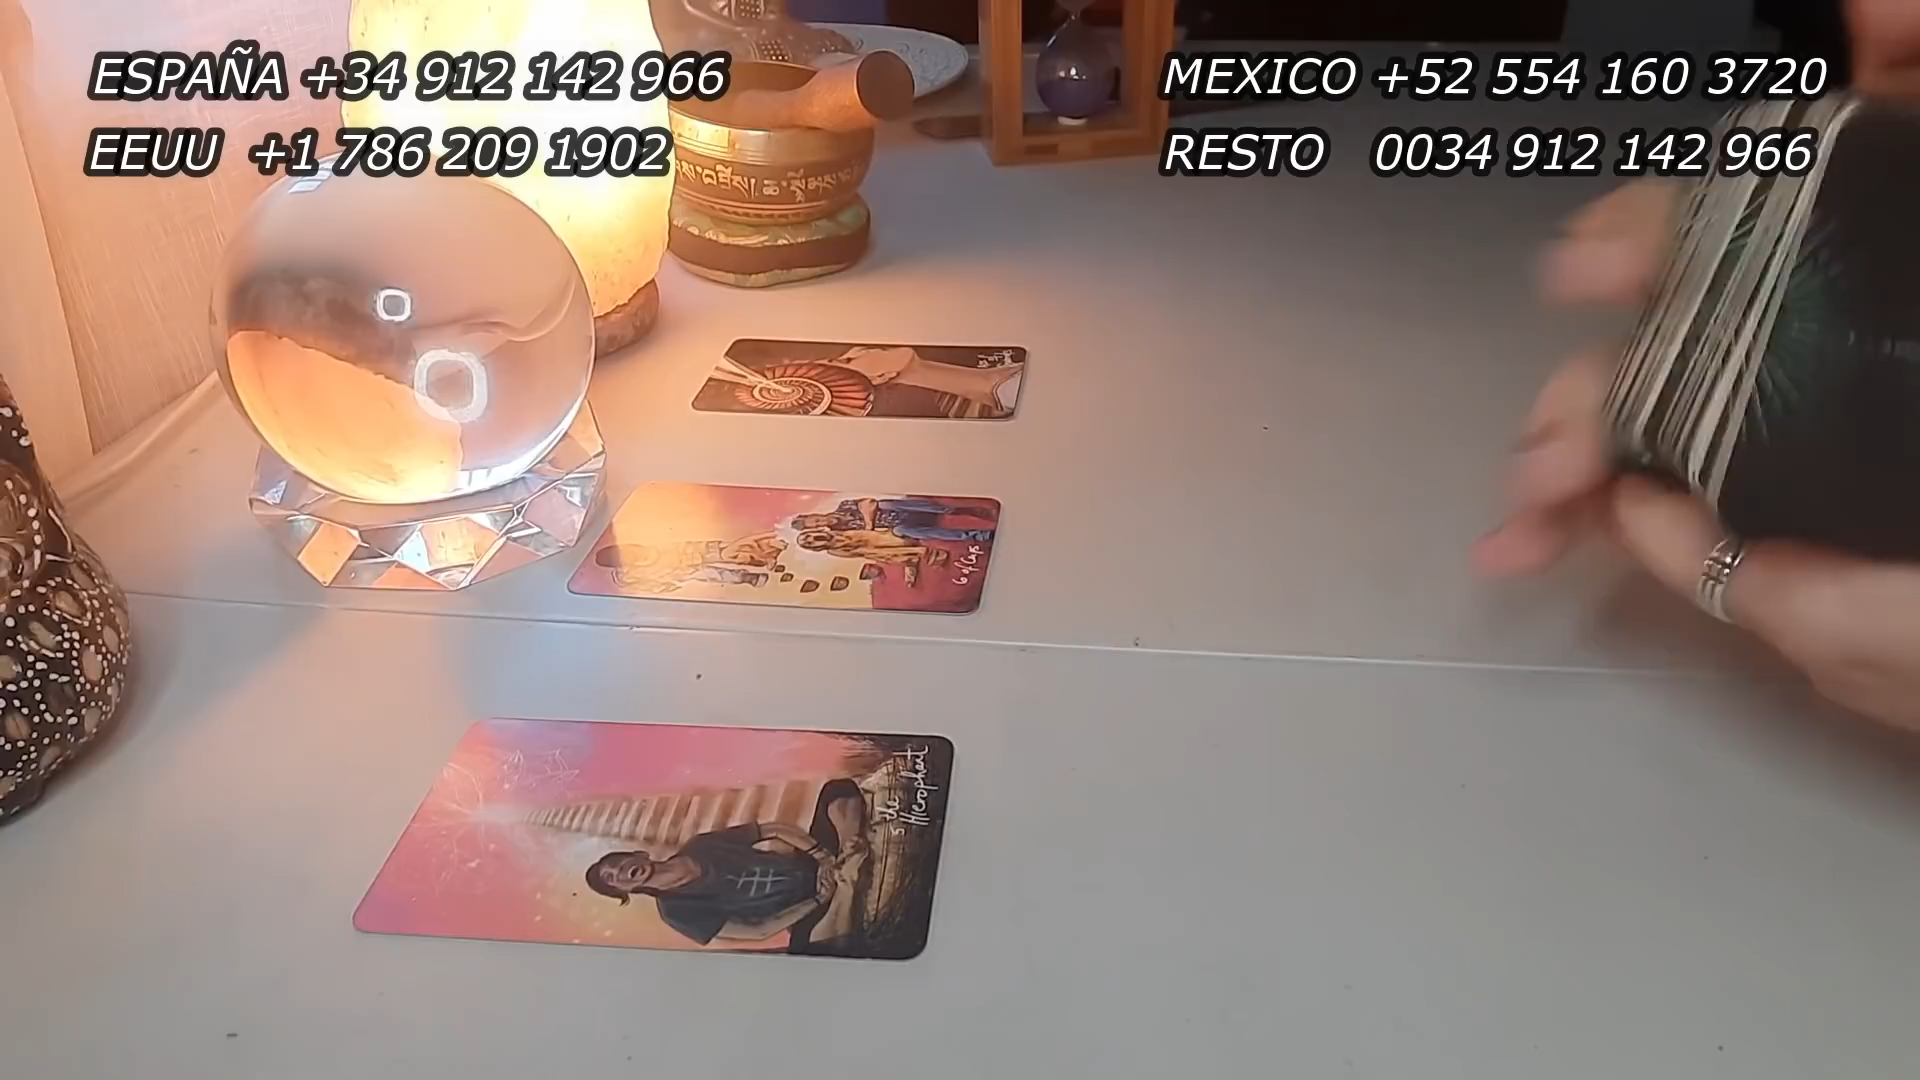 ESPAÑA +34 912 142 966
EEUU +1 786 209 1902
MEXICO +52 554 160 3720
RESTO 0034 912 142 966
6 of Cups
5 the
Hierophant